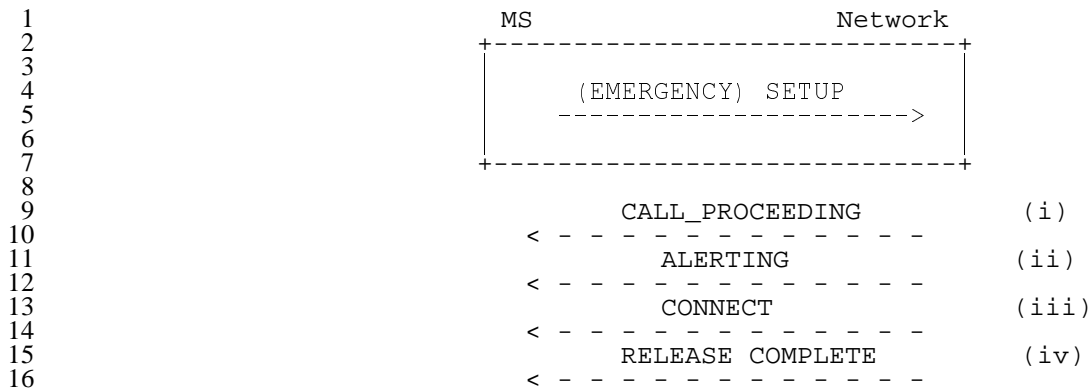 1 MS Network
2 +------------------------------+
3
4 (EMERGENCY) SETUP
5 ---------------------->
6
7 +------------------------------+
8
9 CALL_PROCEEDING (i)
10 < - - - - - - - - - - - -
11 ALERTING (ii)
12 < - - - - - - - - - - - -
13 CONNECT (iii)
14 < - - - - - - - - - - - -
15 RELEASE COMPLETE (iv)
16 < - - - - - - - - - - - -